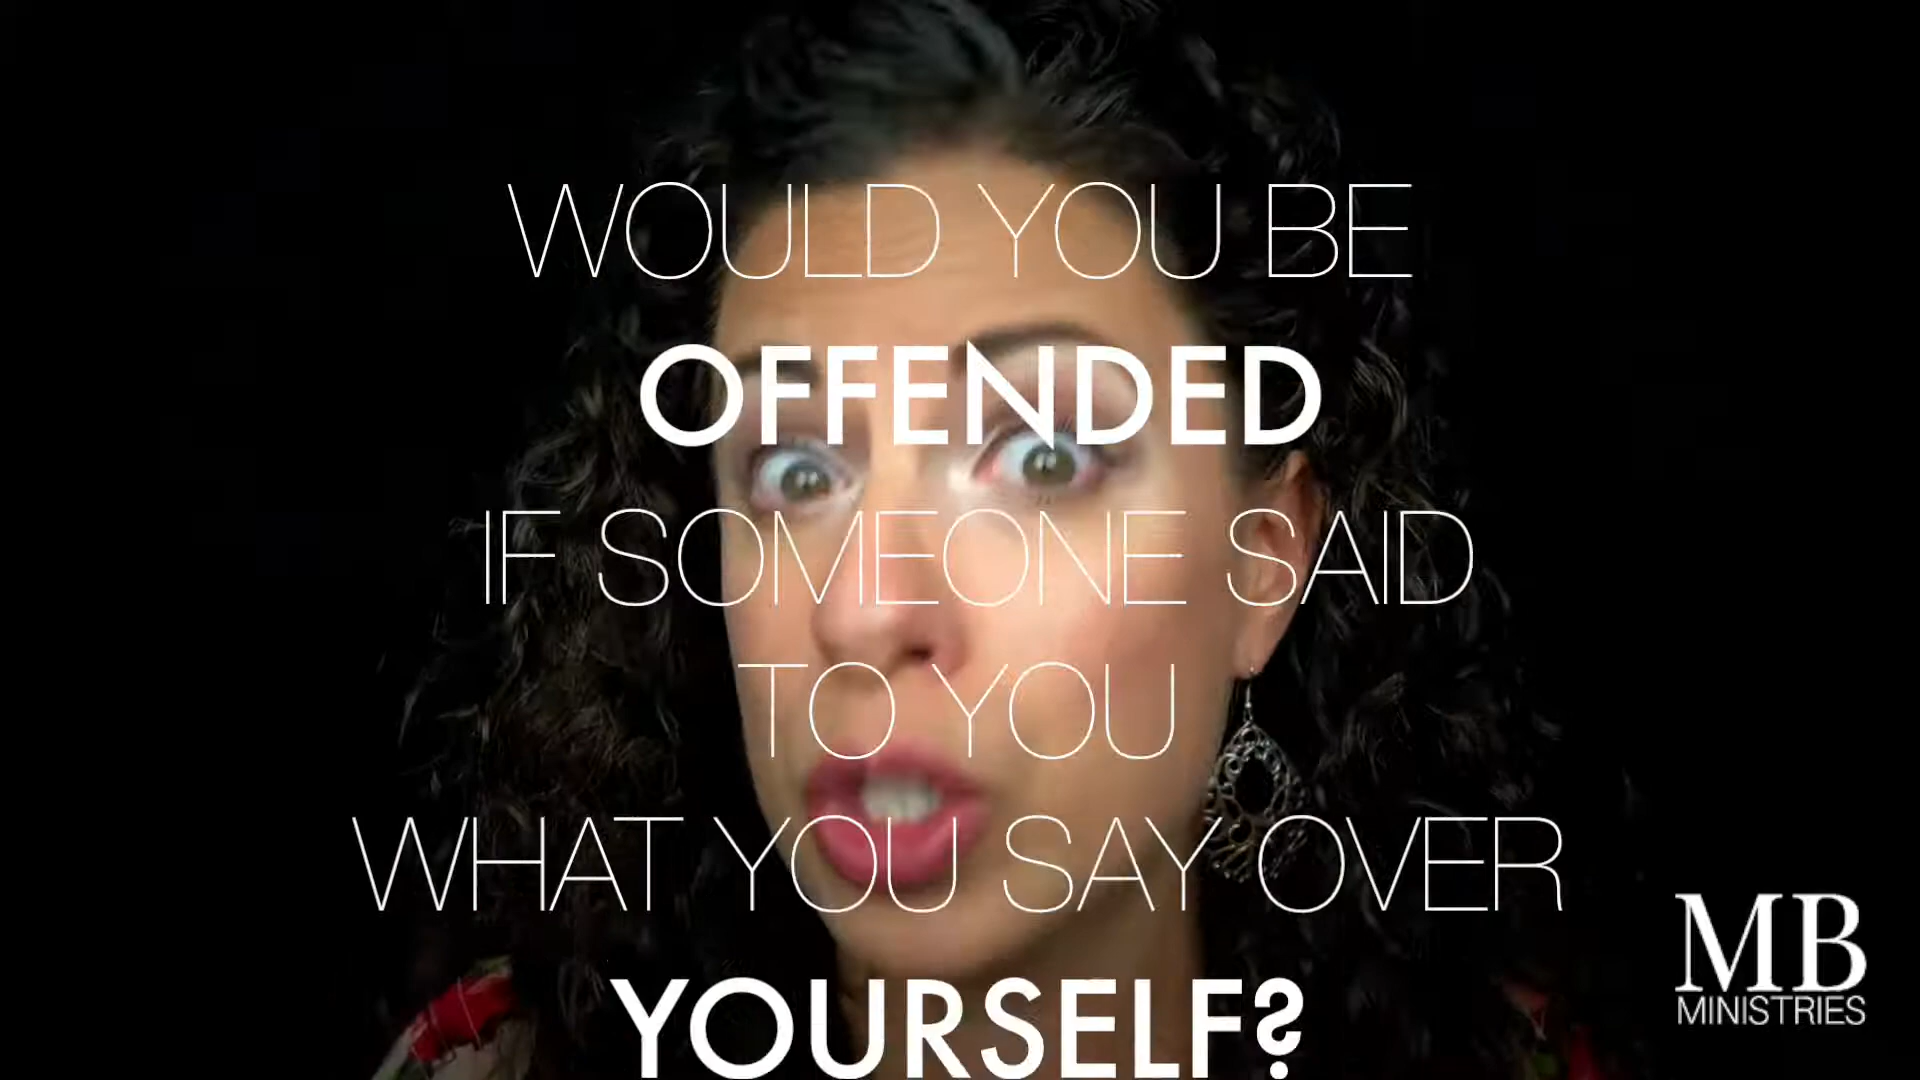 WOULD YOU BE
OFFENDED
IF SOMEONE SAID
TO YOU
WHAT YOU SAY OVER
YOURSELF?
MB
MINISTRIES